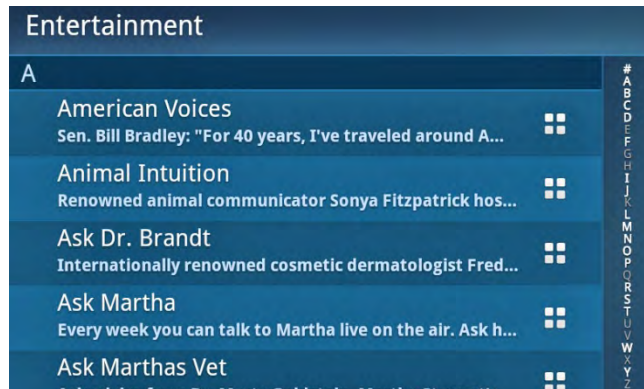 Entertainment
A
American Voices
Sen. Bill Bradley: "For 40 years, I've traveled around A...
Animal Intuition
Renowned animal communicator Sonya Fitzpatrick hos...
Ask Dr. Brandt
Internationally renowned cosmetic dermatologist Fred...
Ask Martha
Every week you can talk to Martha live on the air. Ask h...
Ask Marthas Vet
#
A
B
C
D
E
F
G
H
I
J
K
L
M
N
O
P
Q
R
S
T
U
V
W
X
Y